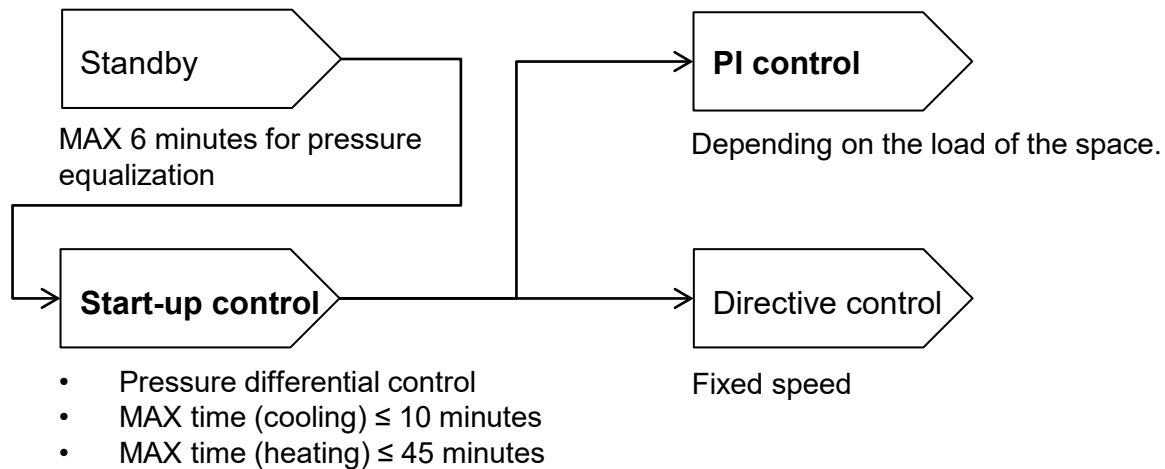 Standby
MAX 6 minutes for pressure
equalization
Start-up control
• Pressure differential control
• MAX time (cooling) ≤ 10 minutes
• MAX time (heating) ≤ 45 minutes
PI control
Depending on the load of the space.
Directive control
Fixed speed